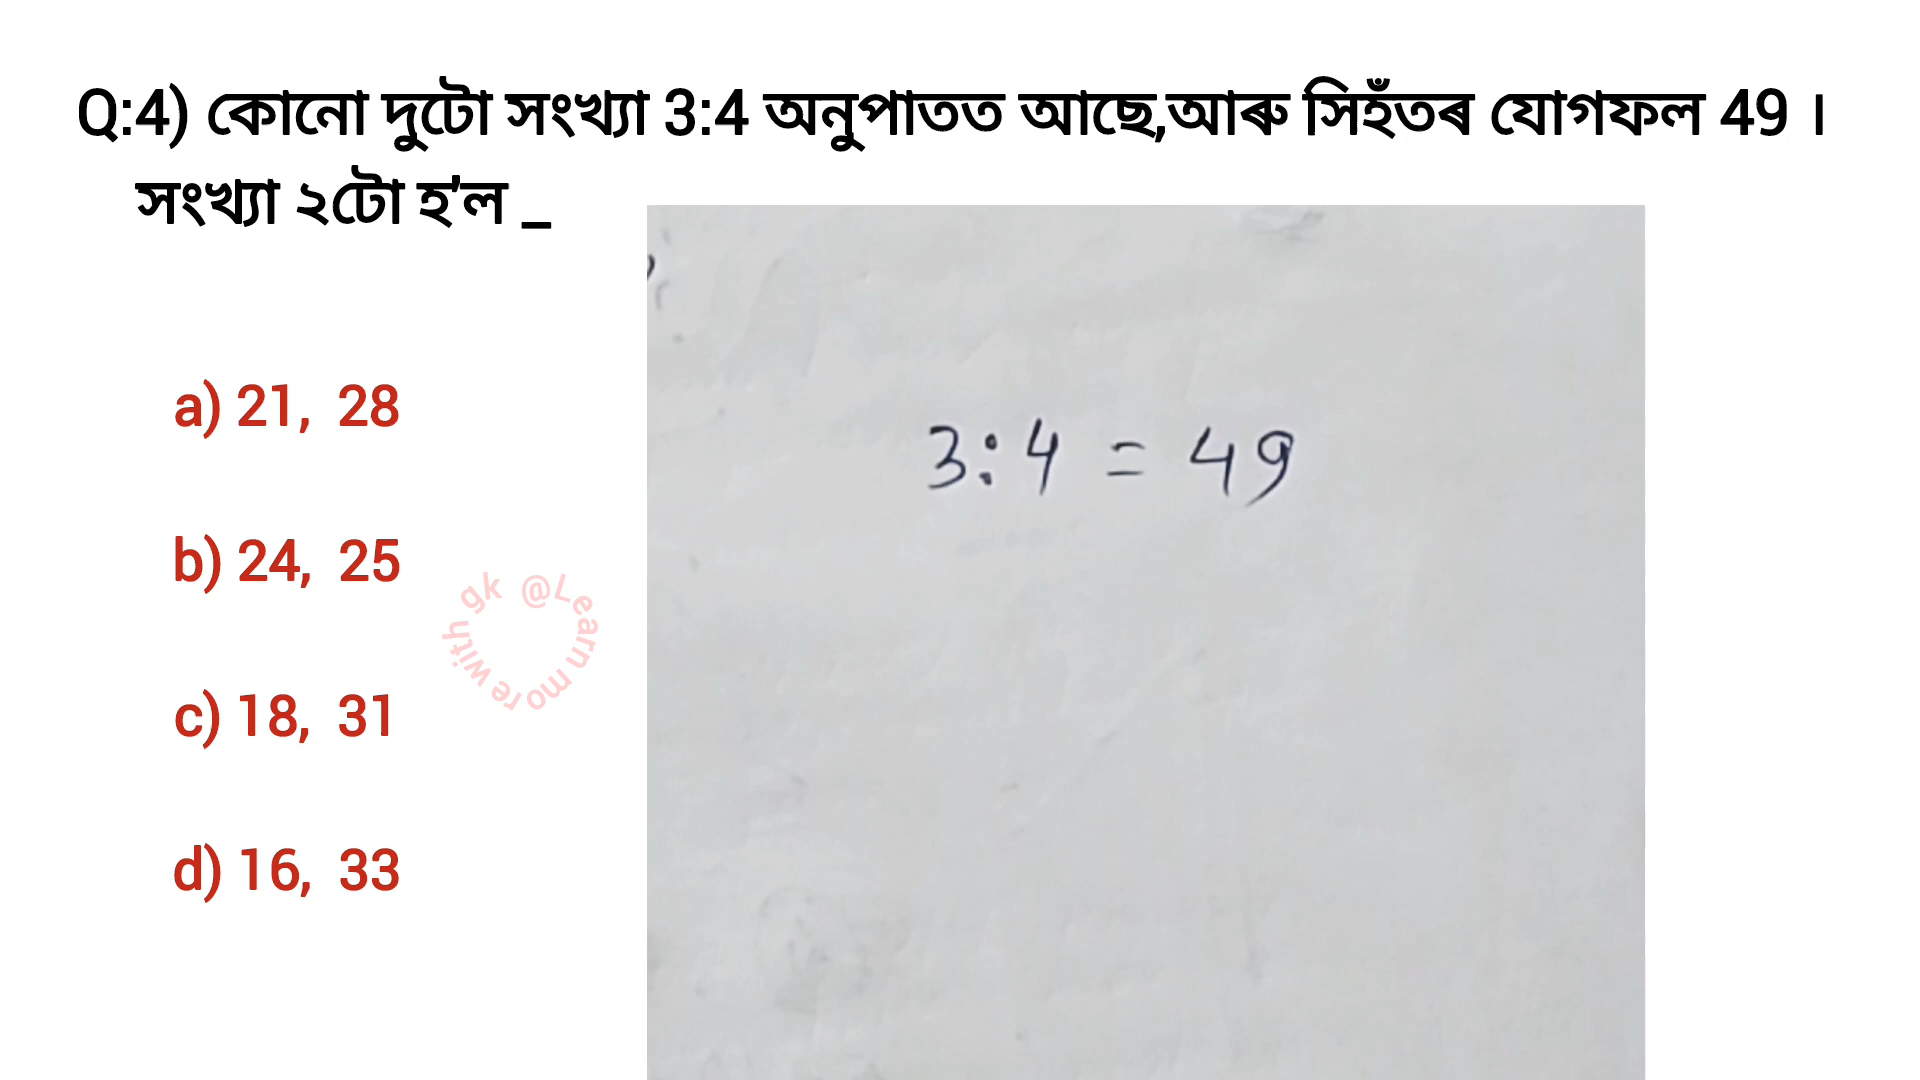 Q:4) কোনো দুটো সংখ্যা 3:4 অনুপাতত আছে,আৰু সিহঁতৰ যোগফল 49 ।
সংখ্যা ২টো হ'ল _
a) 21, 28
b) 24, 25
c) 18, 31
d) 16, 33
3:4 = 49
@Learn more with gk